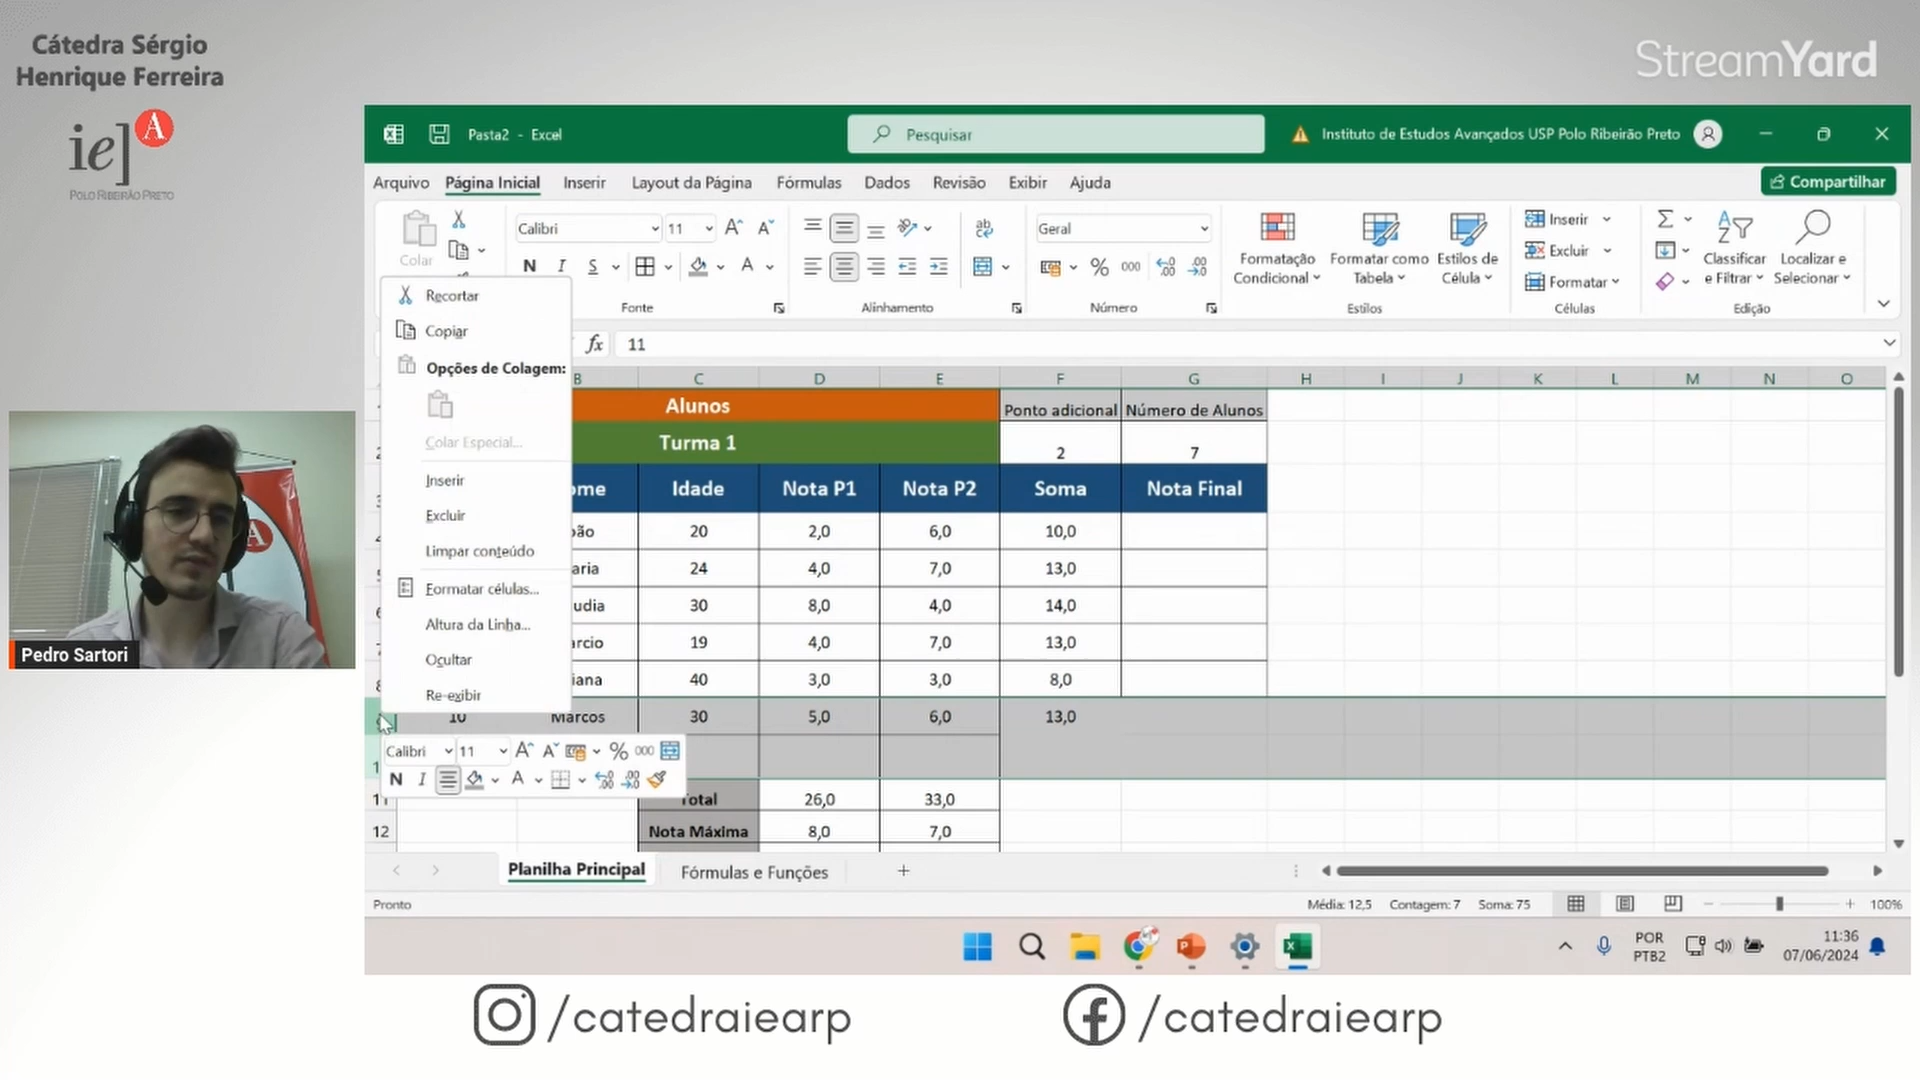 Cátedra Sérgio
Henrique Ferreira
ie] A
POLO RIBEIRÃO PRETO
StreamYard
Pasta2 - Excel
Pesquisar
Instituto de Estudos Avançados USP Polo Ribeirão Preto
Arquivo Página Inicial Inserir Layout da Página Fórmulas Dados Revisão Exibir Ajuda
Compartilhar
Colar
Calibri 11
N I S
Geral
% 000
Formatação Condicional
Formatar como Tabela
Estilos de Célula
Inserir
Excluir
Formatar
Classificar e Filtrar
Localizar e Selecionar
Fonte Alinhamento Número Estilos Células Edição
fx 11
Recortar
Copiar
Opções de Colagem:
Colar Especial...
Inserir
Excluir
Limpar conteúdo
Formatar células...
Altura da Linha...
Ocultar
Re-exibir
B C D E F G H I J K L M N O
Alunos Ponto adicional Número de Alunos
Turma 1 2 7
ome Idade Nota P1 Nota P2 Soma Nota Final
ão 20 2,0 6,0 10,0
aria 24 4,0 7,0 13,0
udia 30 8,0 4,0 14,0
rcio 19 4,0 7,0 13,0
iana 40 3,0 3,0 8,0
10 Marcos 30 5,0 6,0 13,0
Calibri 11 % 000
N I A
11 Total 26,0 33,0
12 Nota Máxima 8,0 7,0
Planilha Principal Fórmulas e Funções +
Pronto
Média: 12,5 Contagem: 7 Soma: 75
100%
POR
PTB2
11:36
07/06/2024
Pedro Sartori
/catedraiearp
/catedraiearp